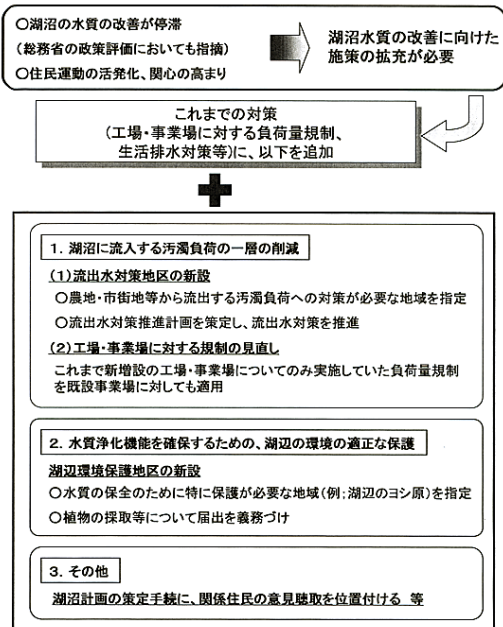 ○湖沼の水質の改善が停滞
(総務省の政策評価においても指摘)
○住民運動の活発化、関心の高まり
湖沼水質の改善に向けた
施策の拡充が必要
これまでの対策
(工場・事業場に対する負荷量規制、
生活排水対策等)に、以下を追加
1. 湖沼に流入する汚濁負荷の一層の削減
(1)流出水対策地区の新設
○農地・市街地等から流出する汚濁負荷への対策が必要な地域を指定
○流出水対策推進計画を策定し、流出水対策を推進
(2)工場・事業場に対する規制の見直し
これまで新増設の工場・事業場についてのみ実施していた負荷量規制
を既設事業場に対しても適用
2. 水質浄化機能を確保するための、湖辺の環境の適正な保護
湖辺環境保護地区の新設
○水質の保全のために特に保護が必要な地域(例;湖辺のヨシ原)を指定
○植物の採取等について届出を義務づけ
3. その他
湖沼計画の策定手続に、関係住民の意見聴取を位置付ける 等